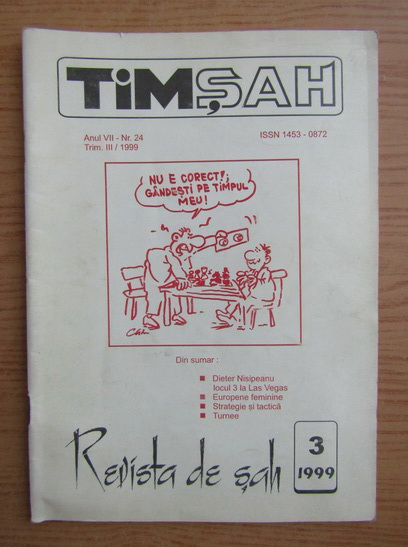 TiMȘAH
Anul VII - Nr. 24
Trim. III / 1999
ISSN 1453 - 0872
NU E CORECT!;
GÂNDEȘTI PE TIMPUL
MEU!
Din sumar :
Dieter Nisipeanu
locul 3 la Las Vegas
Europene feminine
Strategie și tactică
Turnee
Revista de șah
3
1999